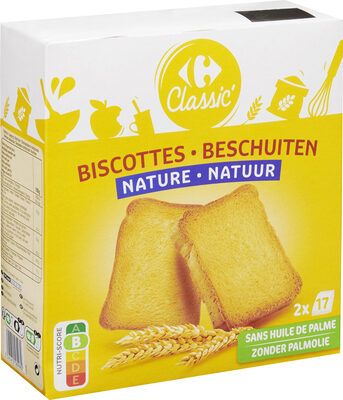 Classic'
BISCOTTES • BESCHUITEN
NATURE • NATUUR
2x 17
SANS HUILE DE PALME
ZONDER PALMOLIE
NUTRI-SCORE
A
B
C
D
E